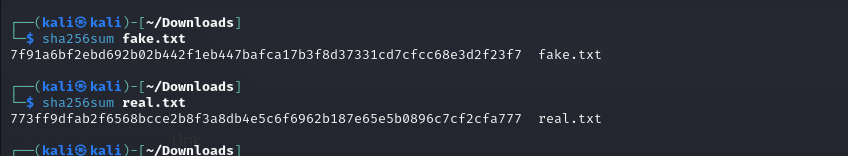 ┌──(kali㉿kali)-[~/Downloads]
└─$ sha256sum fake.txt
7f91a6bf2ebd692b02b442f1eb447bafca17b3f8d37331cd7cfcc68e3d2f23f7  fake.txt
┌──(kali㉿kali)-[~/Downloads]
└─$ sha256sum real.txt
773ff9dfab2f6568bcce2b8f3a8db4e5c6f6962b187e65e5b0896c7cf2cfa777  real.txt
┌──(kali㉿kali)-[~/Downloads]